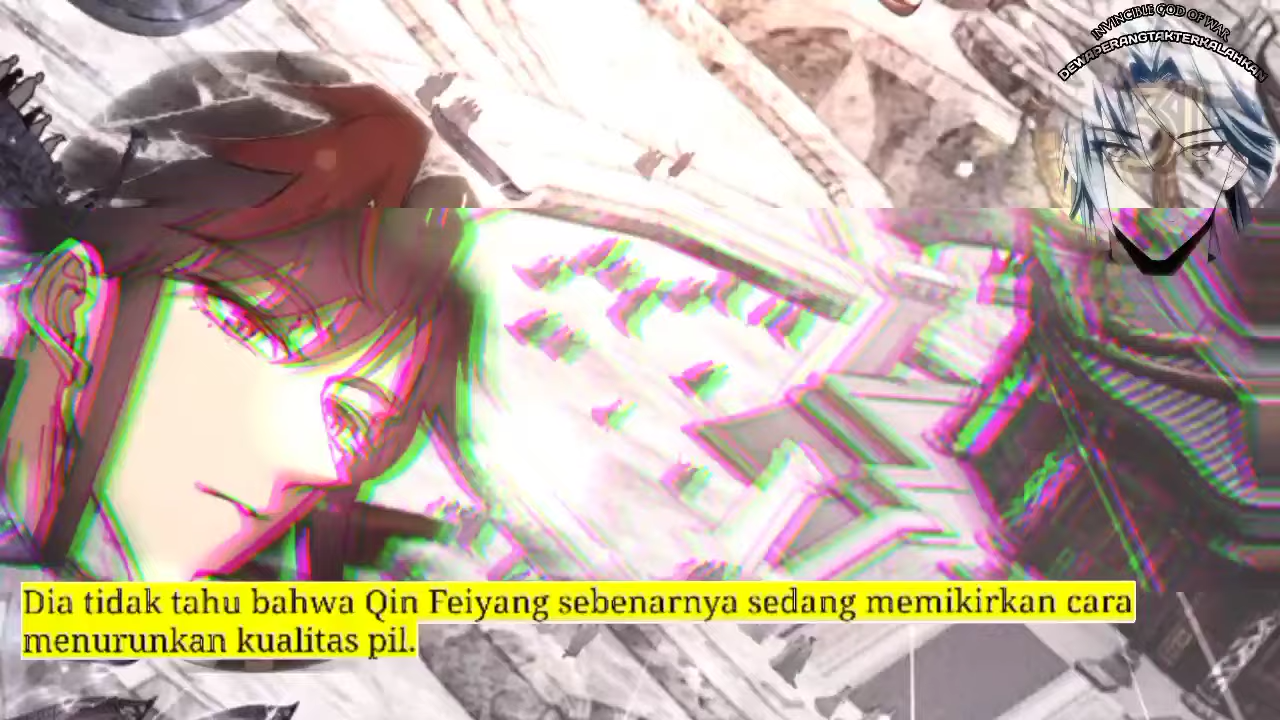 INVINCIBLE GOD OF WAR
DEWAPERANGTAKTERKALAHKAN
Dia tidak tahu bahwa Qin Feiyang sebenarnya sedang memikirkan cara
menurunkan kualitas pil.